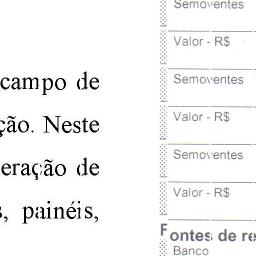 campo de
ção. Neste
eração de
s, painéis,
Semoventes
Valor - R$
Semoventes
Valor - R$
Semoventes
Valor - R$
Fontes de re
Banco